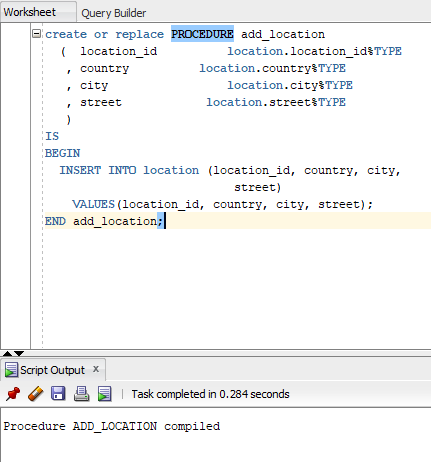 Worksheet Query Builder
create or replace PROCEDURE add_location
( location_id location.location_id%TYPE
, country location.country%TYPE
, city location.city%TYPE
, street location.street%TYPE
)
IS
BEGIN
INSERT INTO location (location_id, country, city,
street)
VALUES(location_id, country, city, street);
END add_location;
Script Output x
Task completed in 0.284 seconds
Procedure ADD_LOCATION compiled